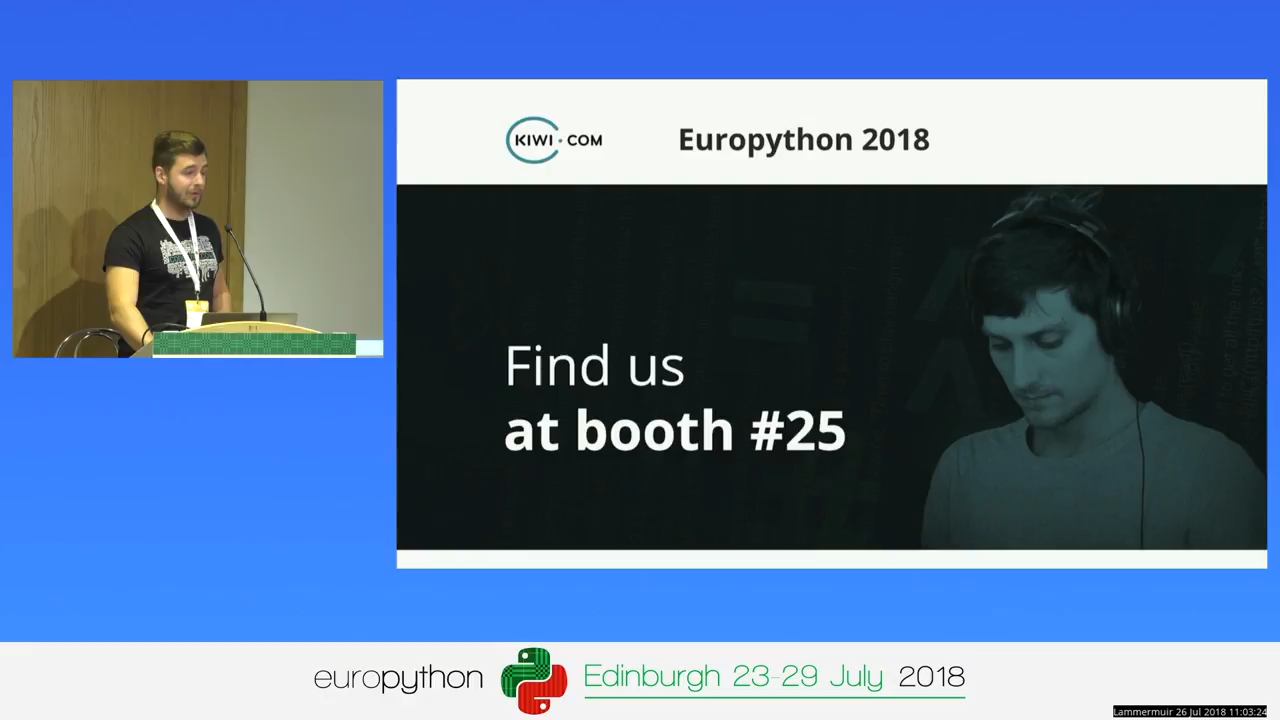 KIWI.COM
Europython 2018
Find us
at booth #25
europython
Edinburgh 23-29 July 2018
Lammermuir 26 Jul 2018 11:03:24